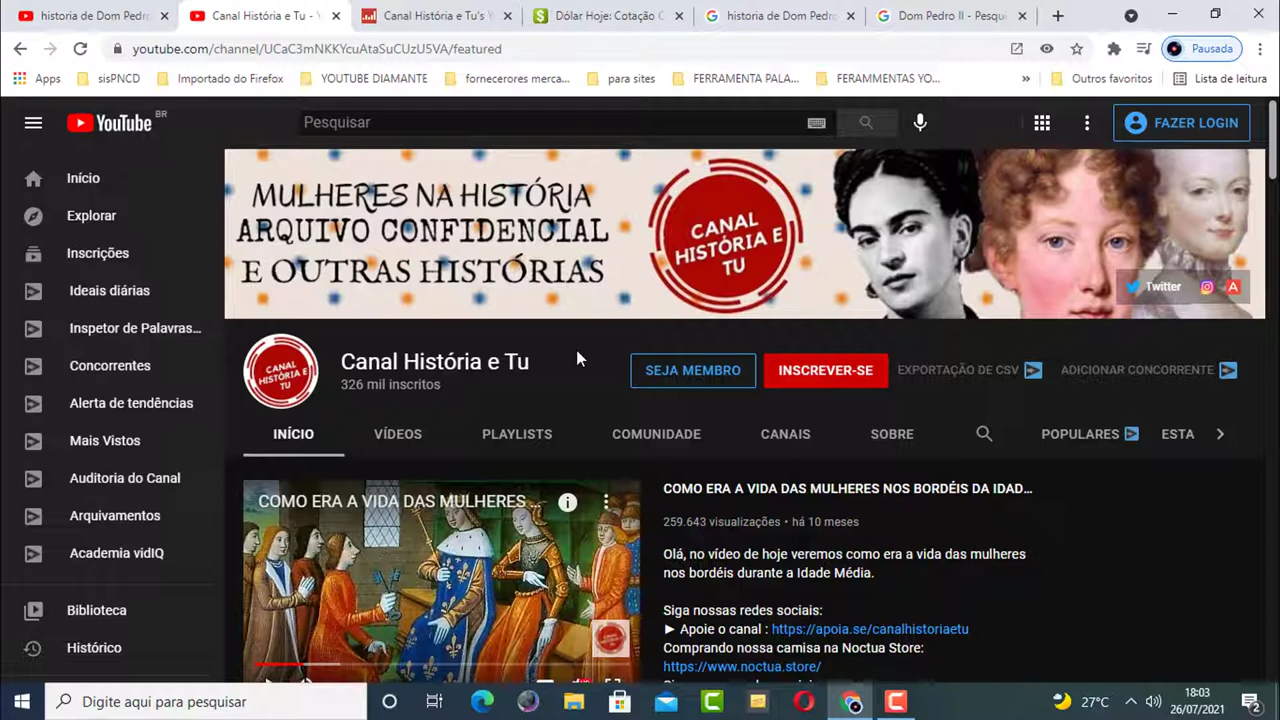 historia de Dom Pedro
Canal História e Tu - Y
Canal História e Tu's Y
Dólar Hoje: Cotação C
historia de Dom Pedro
Dom Pedro II - Pesqu
youtube.com/channel/UCaC3mNKKYcuAtaSuCUzU5VA/featured
Pausada
Apps
sisPNCD
Importado do Firefox
YOUTUBE DIAMANTE
fornecerores merca...
para sites
FERRAMENTA PALA...
FERAMMENTAS YO...
»
Outros favoritos
Lista de leitura
YouTube BR
Pesquisar
FAZER LOGIN
Início
Explorar
Inscrições
Ideais diárias
Inspetor de Palavras...
Concorrentes
Alerta de tendências
Mais Vistos
Auditoria do Canal
Arquivamentos
Academia vidIQ
Biblioteca
Histórico
MULHERES NA HISTÓRIA
ARQUIVO CONFIDENCIAL
E OUTRAS HISTÓRIAS
CANAL
HISTÓRIA E
TU
Twitter
CANAL
HISTÓRIA E
TU
Canal História e Tu
326 mil inscritos
SEJA MEMBRO
INSCREVER-SE
EXPORTAÇÃO DE CSV
ADICIONAR CONCORRENTE
INÍCIO
VÍDEOS
PLAYLISTS
COMUNIDADE
CANAIS
SOBRE
POPULARES
ESTA
COMO ERA A VIDA DAS MULHERES ...
COMO ERA A VIDA DAS MULHERES NOS BORDÉIS DA IDAD...
259.643 visualizações • há 10 meses
Olá, no vídeo de hoje veremos como era a vida das mulheres
nos bordéis durante a Idade Média.
Siga nossas redes sociais:
► Apoie o canal : https://apoia.se/canalhistoriaetu
Comprando nossa camisa na Noctua Store:
https://www.noctua.store/
Digite aqui para pesquisar
27°C
18:03
26/07/2021
2